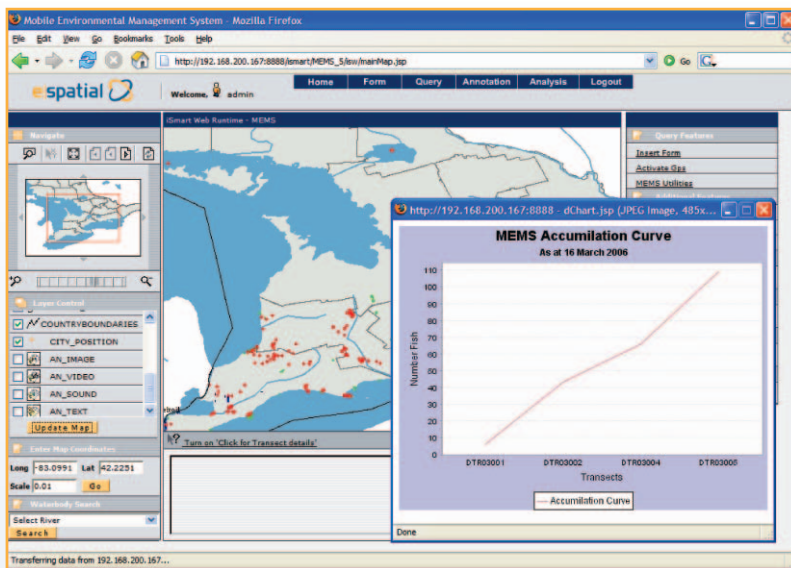 Mobile Environmental Management System - Mozilla Firefox
File Edit View Go Bookmarks Tools Help
http://192.168.200.167:8888/ismart/MEMS_5/isw/mainMap.jsp Go
espatial Welcome, admin
Home Form Query Annotation Analysis Logout
Navigate
iSmart Web Runtime - MEMS
Query Features
Insert Form
Activate Gps
MEMS Utilities
http://192.168.200.167:8888 - dChart.jsp (JPEG Image, 485x...
MEMS Accumilation Curve
As at 16 March 2006
110
100
90
80
70
60
50
40
30
20
10
0
Number Fish
DTR03001 DTR03002 DTR03004
Transects
Accumilation Curve
Done
Layer Control
COUNTRYBOUNDARIES
CITY_POSITION
AN_IMAGE
AN_VIDEO
AN_SOUND
AN_TEXT
Update Map
Turn on 'Click for Transect details'
Enter Map Coordinates
Long -83.0991 Lat 42.2251
Scale 0.01 Go
Waterbody Search
Select River
Search
Transferring data from 192.168.200.167...